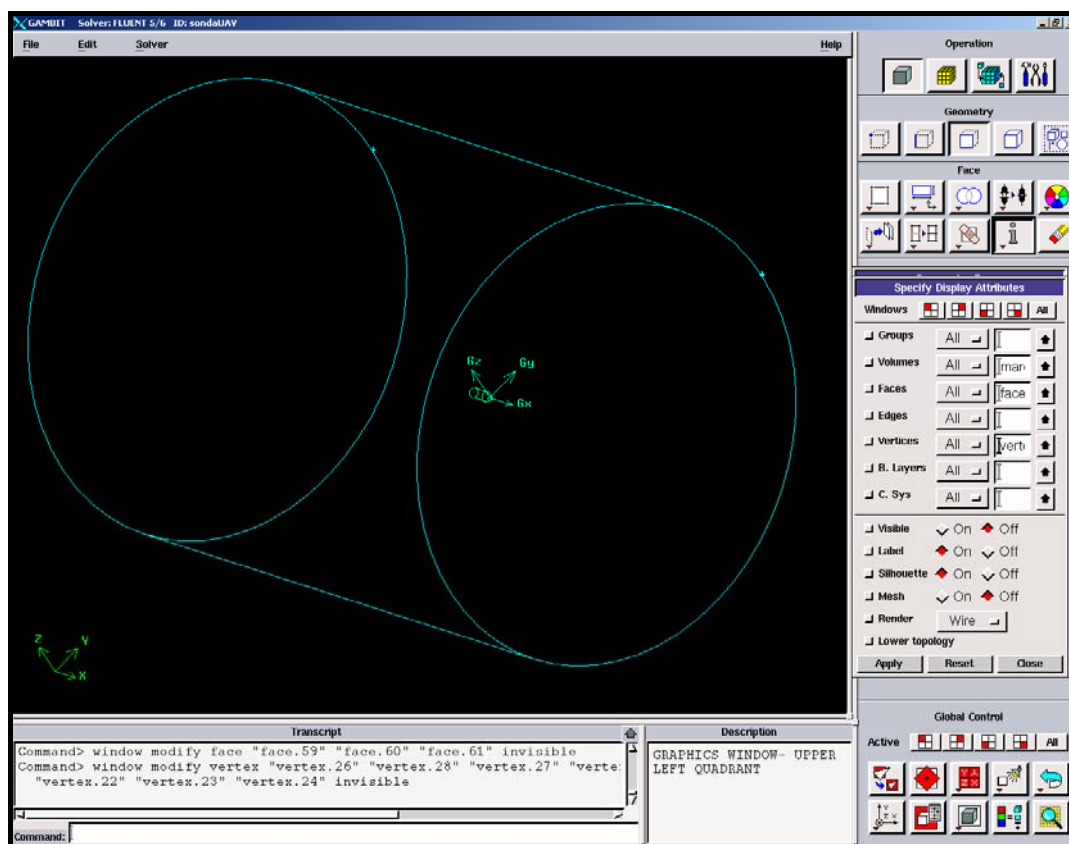 GAMBIT Solver: FLUENT 5/6 ID: sondaUAV
File Edit Solver Help
Operation
Geometry
Face
Specify Display Attributes
Windows All
Groups All
Volumes All man
Faces All face
Edges All
Vertices All verte
B. Layers All
C. Sys All
Visible On Off
Label On Off
Silhouette On Off
Mesh On Off
Render Wire
Lower topology
Apply Reset Close
Gz Gy
Gx
Z Y
X
Transcript
Command> window modify face "face.59" "face.60" "face.61" invisible
Command> window modify vertex "vertex.26" "vertex.28" "vertex.27" "verte
"vertex.22" "vertex.23" "vertex.24" invisible
Command:
Description
GRAPHICS WINDOW- UPPER
LEFT QUADRANT
Global Control
Active All